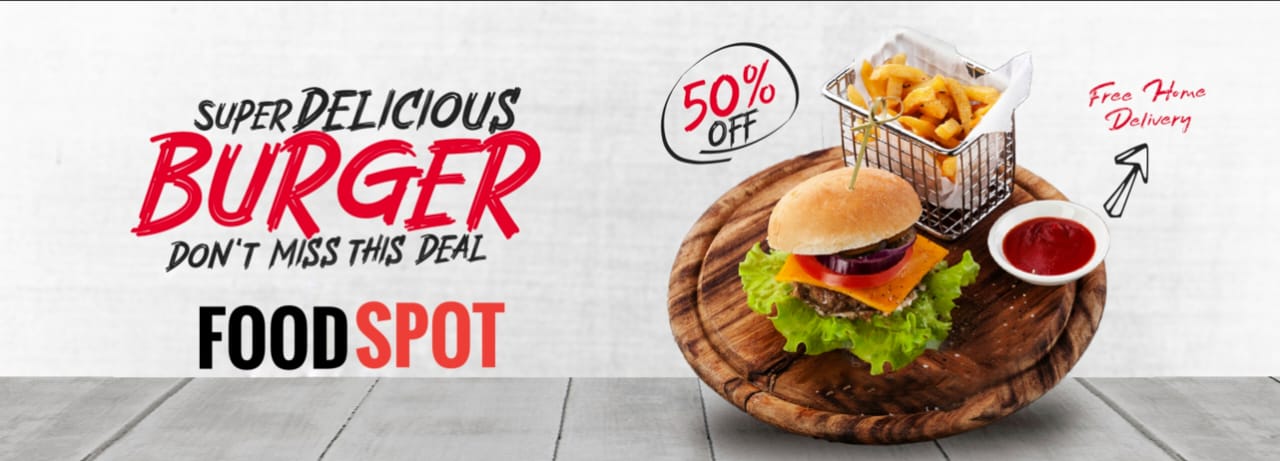 SUPER DELICIOUS
BURGER
DON'T MISS THIS DEAL
FOOD SPOT
50%
OFF
Free Home
Delivery